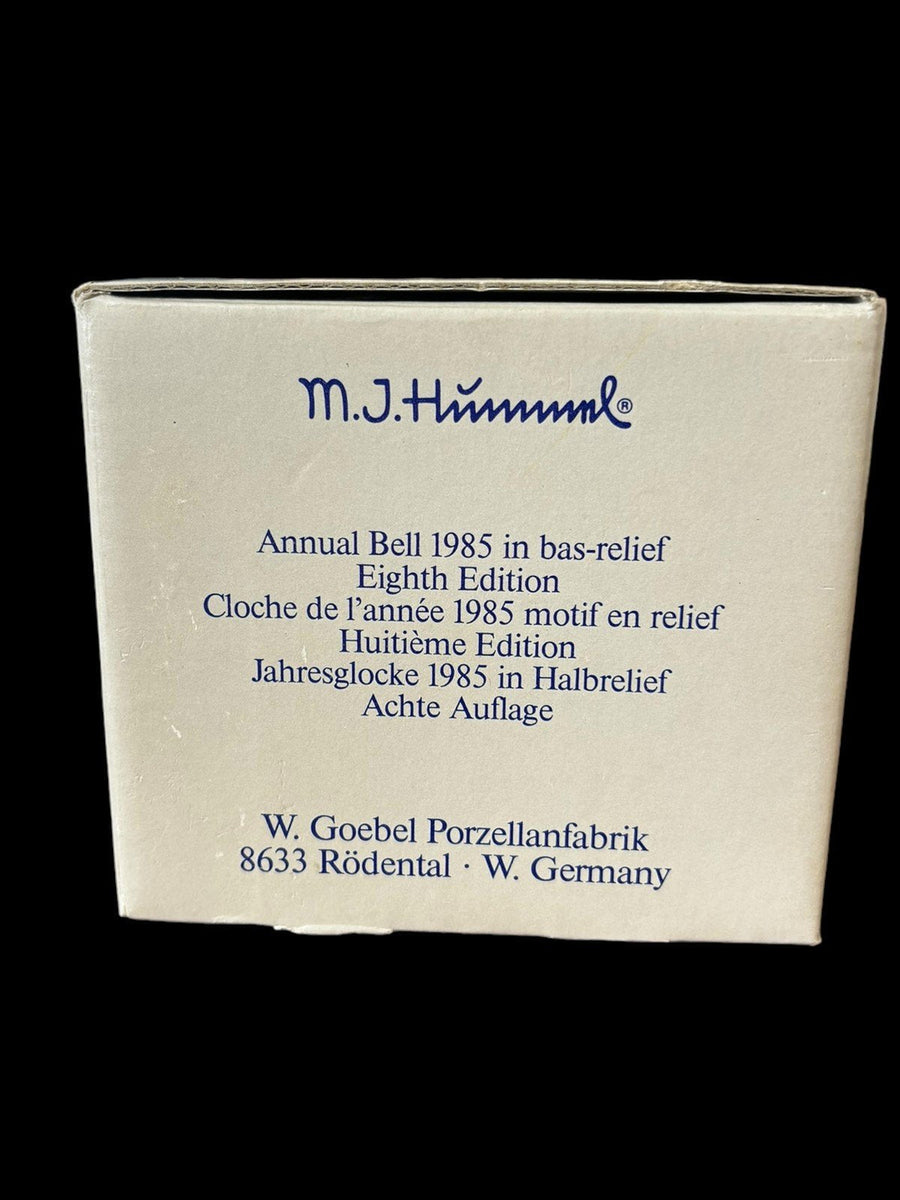 M.J.Hummel®
Annual Bell 1985 in bas-relief
Eighth Edition
Cloche de l'année 1985 motif en relief
Huitième Edition
Jahresglocke 1985 in Halbrelief
Achte Auflage
W. Goebel Porzellanfabrik
8633 Rödental · W. Germany